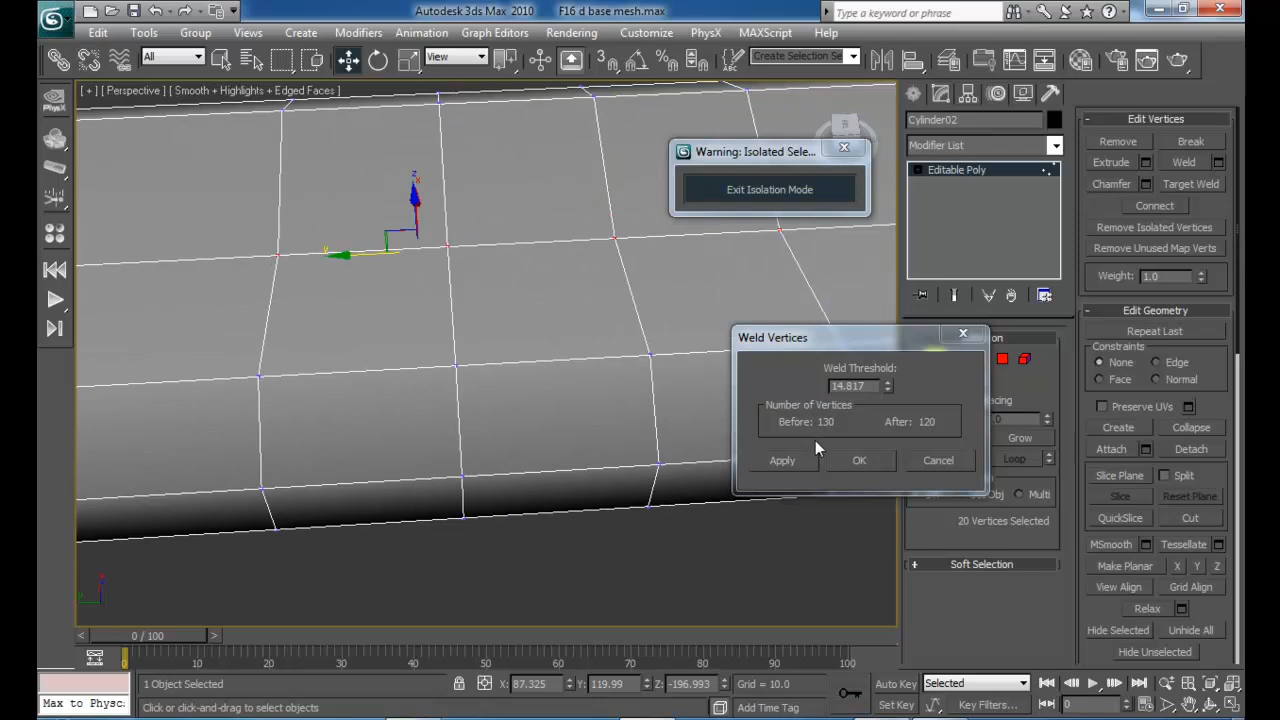 Autodesk 3ds Max 2010 F16 d base mesh.max
Type a keyword or phrase
Edit Tools Group Views Create Modifiers Animation Graph Editors Rendering Customize PhysX MAXScript Help
All
View
Create Selection Se
[ + ] [ Perspective ] [ Smooth + Highlights + Edged Faces ]
PhysX
Cylinder02
Modifier List
Editable Poly
Warning: Isolated Sele...
Exit Isolation Mode
Weld Vertices
Weld Threshold:
14.817
Number of Vertices
Before: 130 After: 120
Apply OK Cancel
Grow
Loop
Multi
20 Vertices Selected
+ Soft Selection
- Edit Vertices
Remove Break
Extrude Weld
Chamfer Target Weld
Connect
Remove Isolated Vertices
Remove Unused Map Verts
Weight: 1.0
- Edit Geometry
Repeat Last
Constraints
None Edge
Face Normal
Preserve UVs
Create Collapse
Attach Detach
Slice Plane Split
Slice Reset Plane
QuickSlice Cut
MSmooth Tessellate
Make Planar X Y Z
View Align Grid Align
Relax
Hide Selected Unhide All
Hide Unselected
z
x
y
< 0 / 100 >
0 10 20 30 40 50 60 70 80 90 100
1 Object Selected X: 87.325 Y: 119.99 Z: -196.993 Grid = 10.0 Auto Key Selected
Max to Physc. Click or click-and-drag to select objects Add Time Tag Set Key Key Filters... 0